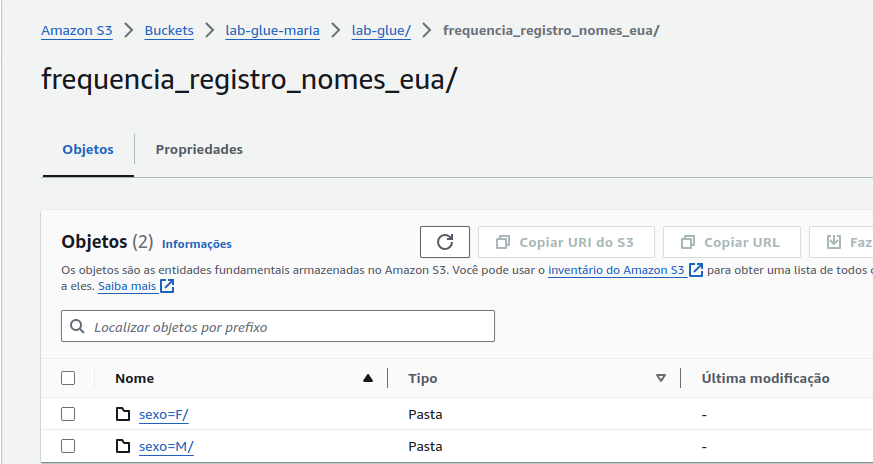 Amazon S3 > Buckets > lab-glue-maria > lab-glue/ > frequencia_registro_nomes_eua/
frequencia_registro_nomes_eua/
Objetos Propriedades
Objetos (2) Informações Copiar URI do S3 Copiar URL Faz
Os objetos são as entidades fundamentais armazenadas no Amazon S3. Você pode usar o inventário do Amazon S3 para obter uma lista de todos
a eles. Saiba mais
Localizar objetos por prefixo
Nome Tipo Última modificação
sexo=F/ Pasta -
sexo=M/ Pasta -